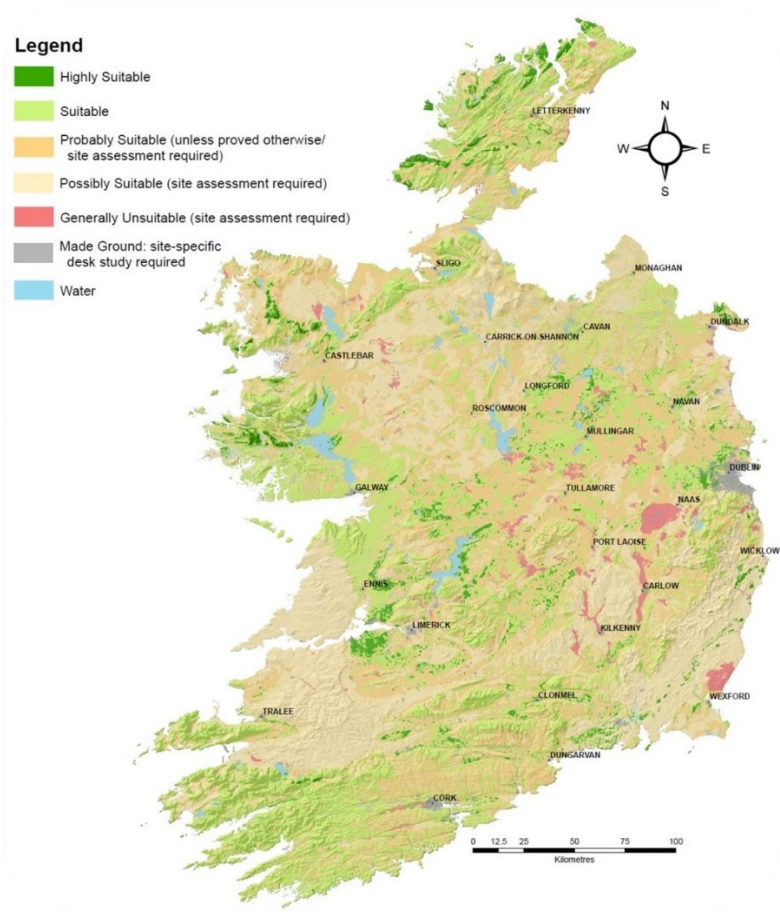 Legend
Highly Suitable
Suitable
Probably Suitable (unless proved otherwise/
site assessment required)
Possibly Suitable (site assessment required)
Generally Unsuitable (site assessment required)
Made Ground: site-specific
desk study required
Water
N
W E
S
LETTERKENNY
SLIGO
MONAGHAN
DUNDALK
CAVAN
CARRICK-ON-SHANNON
CASTLEBAR
LONGFORD
NAVAN
ROSCOMMON
MULLINGAR
DUBLIN
GALWAY
TULLAMORE
NAAS
PORT LAOISE
WICKLOW
ENNIS
CARLOW
LIMERICK
KILKENNY
CLONMEL
WEXFORD
TRALEE
DUNGARVAN
CORK
0 12.5 25 50 75 100
Kilometres